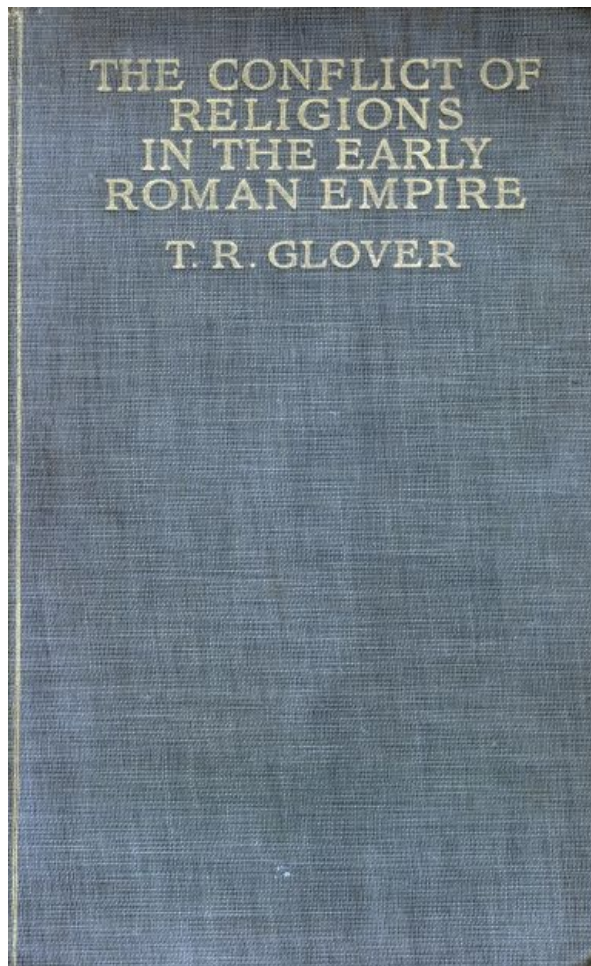 THE CONFLICT OF
RELIGIONS
IN THE EARLY
ROMAN EMPIRE
T. R. GLOVER